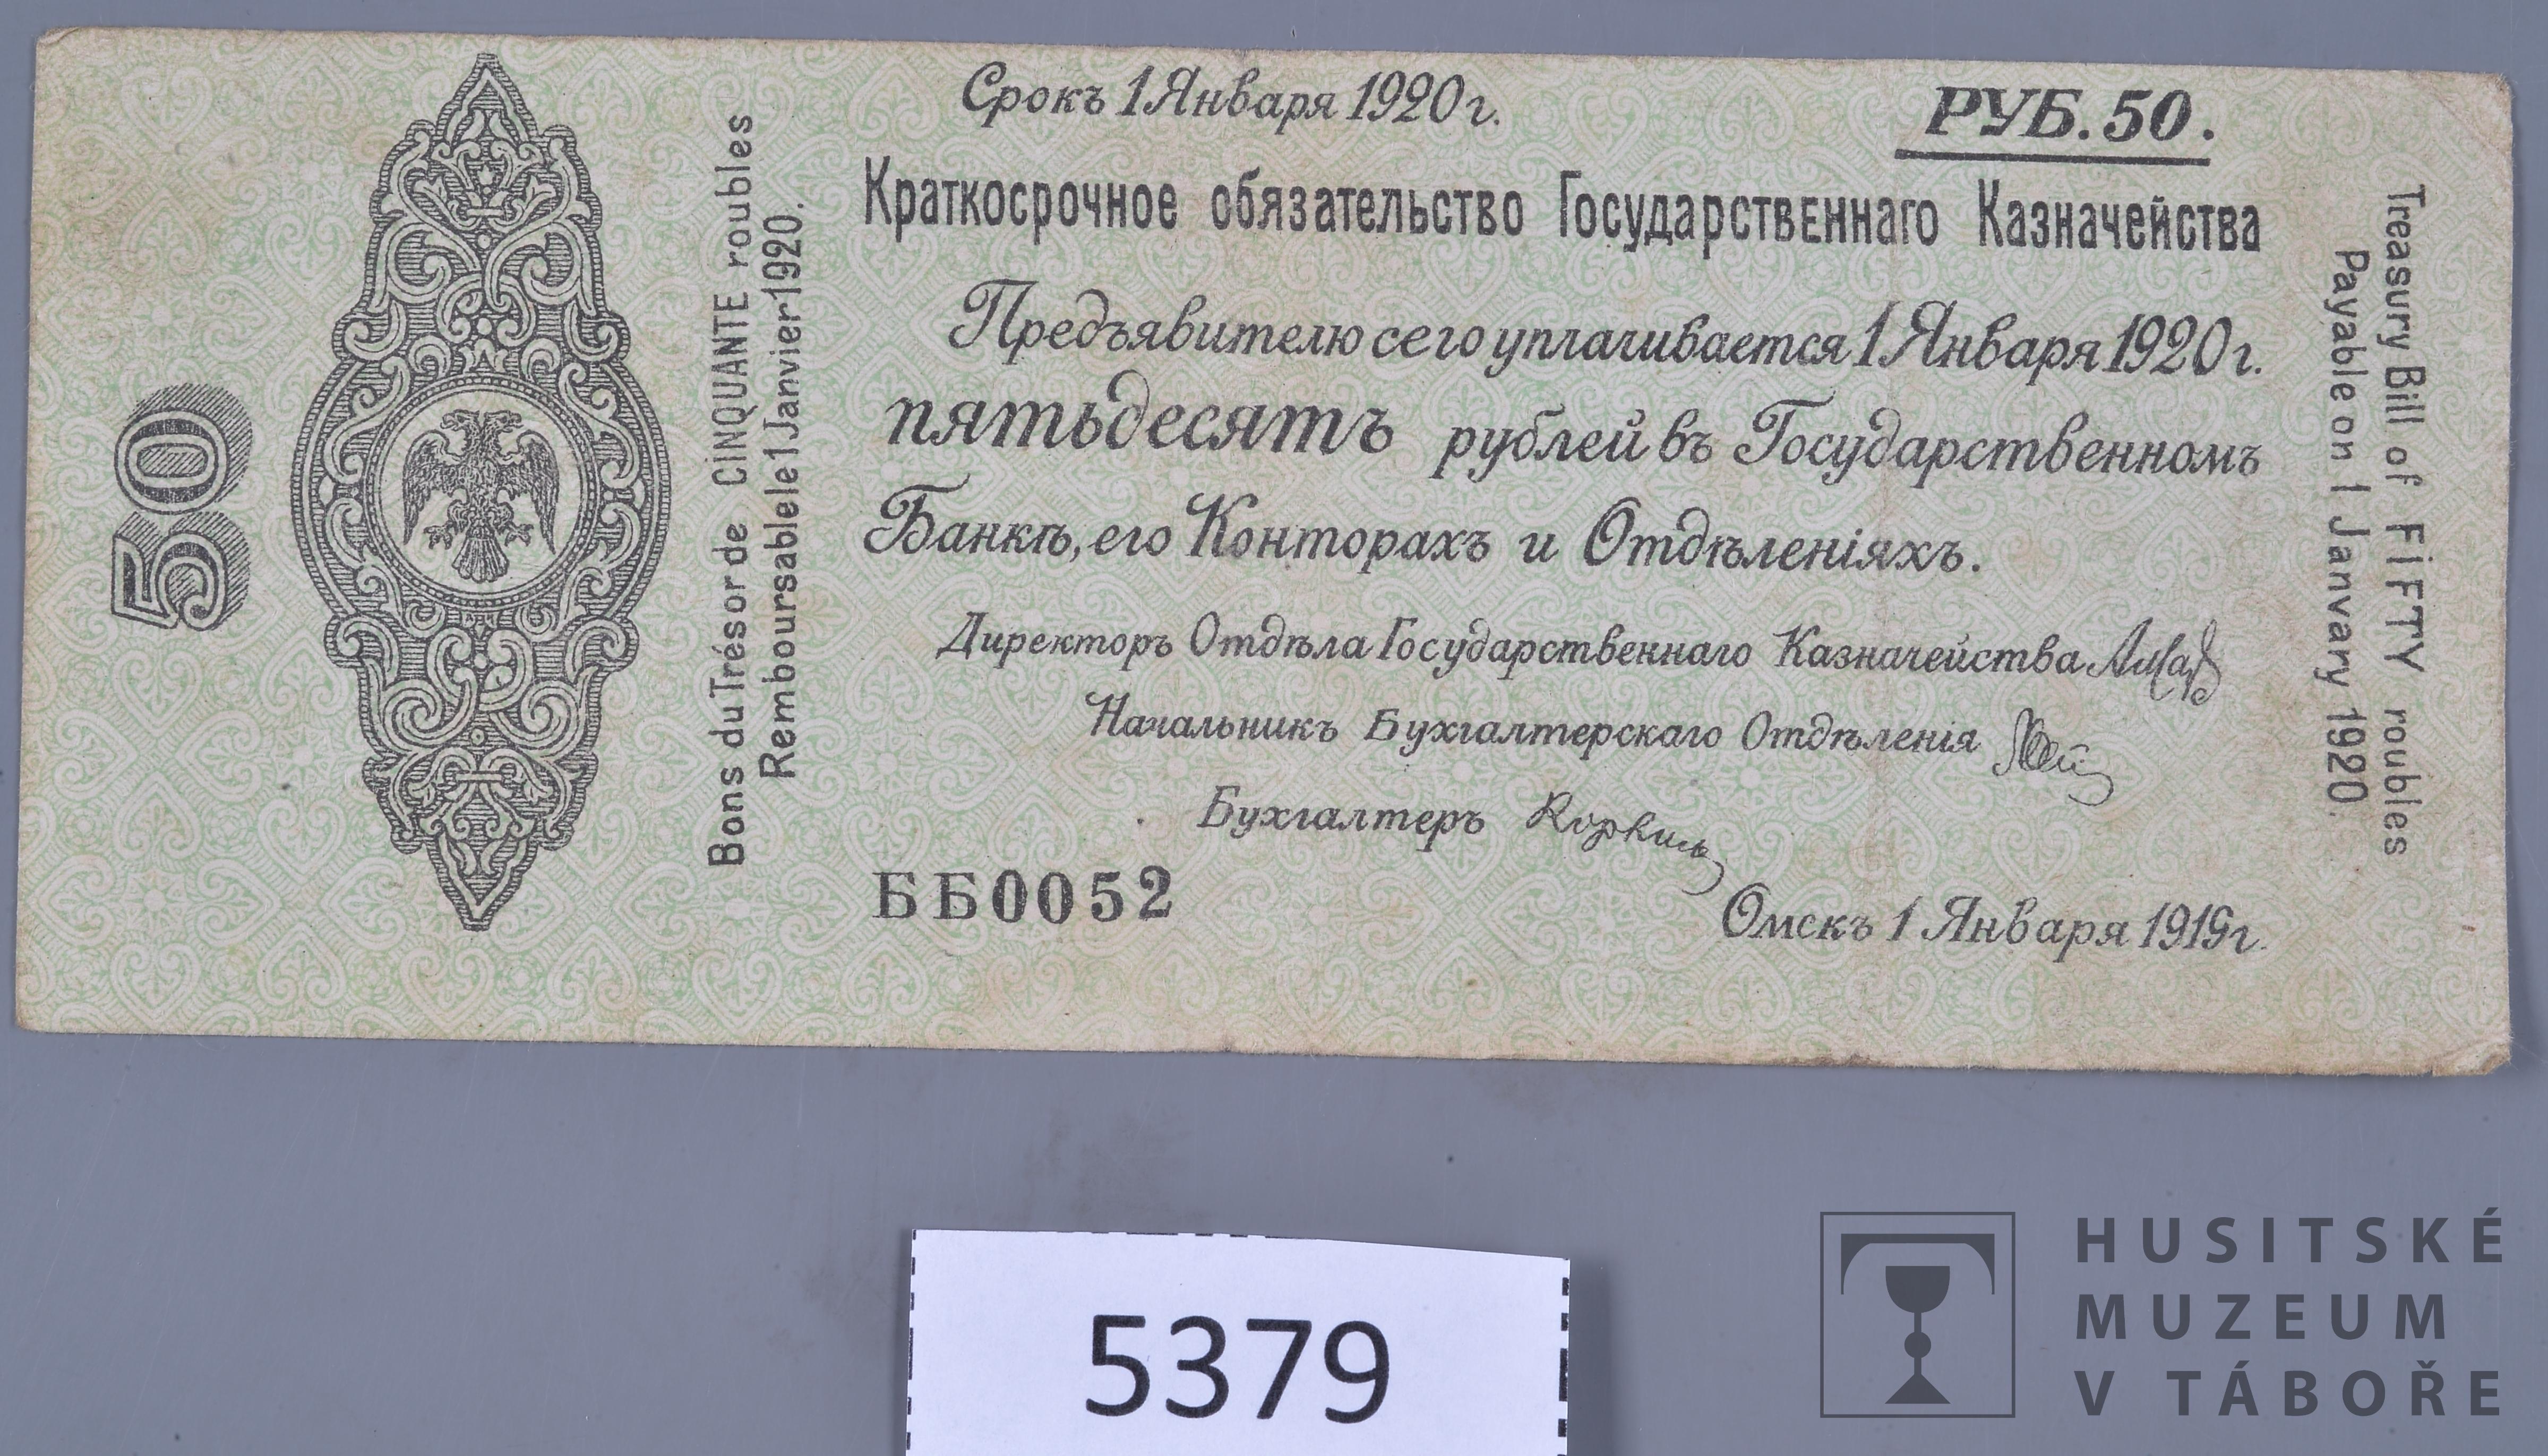 50
Bons du Trésor de CINQUANTE roubles
Remboursable le 1 Janvier 1920.
Срокъ 1 Января 1920 г.
РУБ. 50.
Краткосрочное обязательство Государственнаго Казначейства
Предъявителю сего уплачивается 1 Января 1920 г.
пятьдесятъ рублей въ Государственномъ
Банкѣ, его Конторахъ и Отдѣленіяхъ.
Директоръ Отдѣла Государственнаго Казначейства
Начальникъ Бухгалтерскаго Отдѣленія
Бухгалтеръ
ББ0052
Омскъ 1 Января 1919 г.
Treasury Bill of FiFTY roubles
Payable on 1 Janvary 1920.
5379
HUSITSKÉ
MUZEUM
V TÁBOŘE